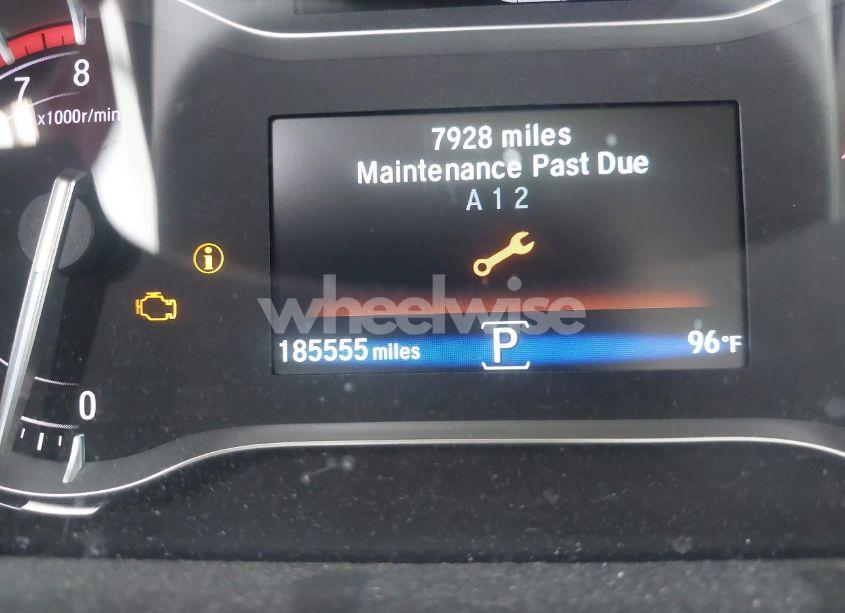 7 8
x1000r/min
0
7928 miles
Maintenance Past Due
A 1 2
i
wheelwise
185555 miles P 96°F